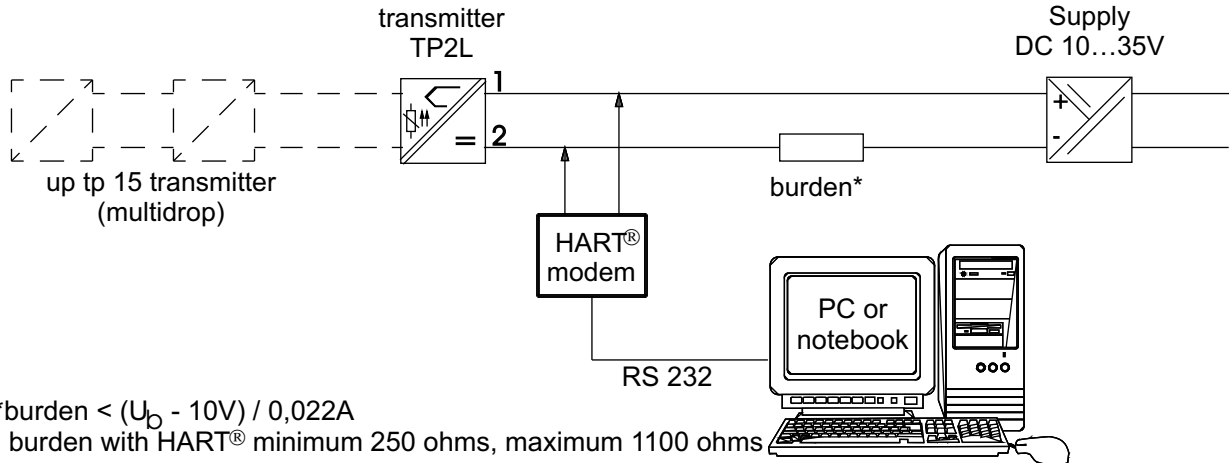 transmitter
TP2L
Supply
DC 10...35V
1
2
+
-
=
up tp 15 transmitter
(multidrop)
burden*
HART®
modem
PC or
notebook
RS 232
*burden < (Ub - 10V) / 0,022A
burden with HART® minimum 250 ohms, maximum 1100 ohms